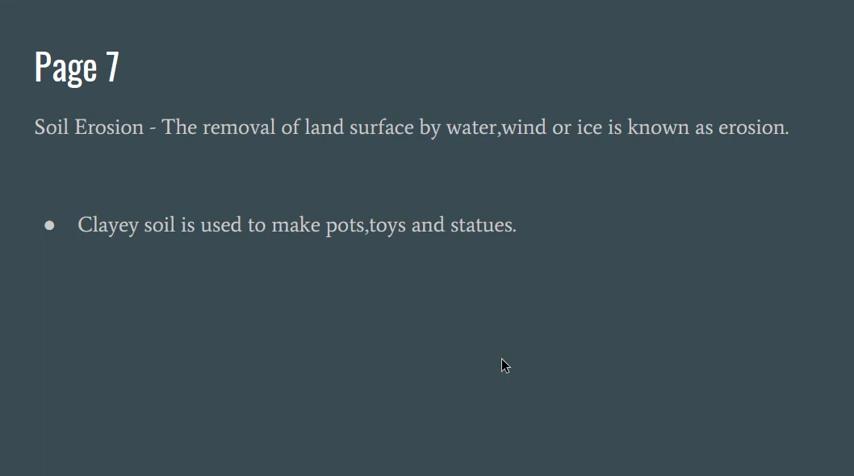 Page 7
Soil Erosion - The removal of land surface by water,wind or ice is known as erosion.
● Clayey soil is used to make pots,toys and statues.